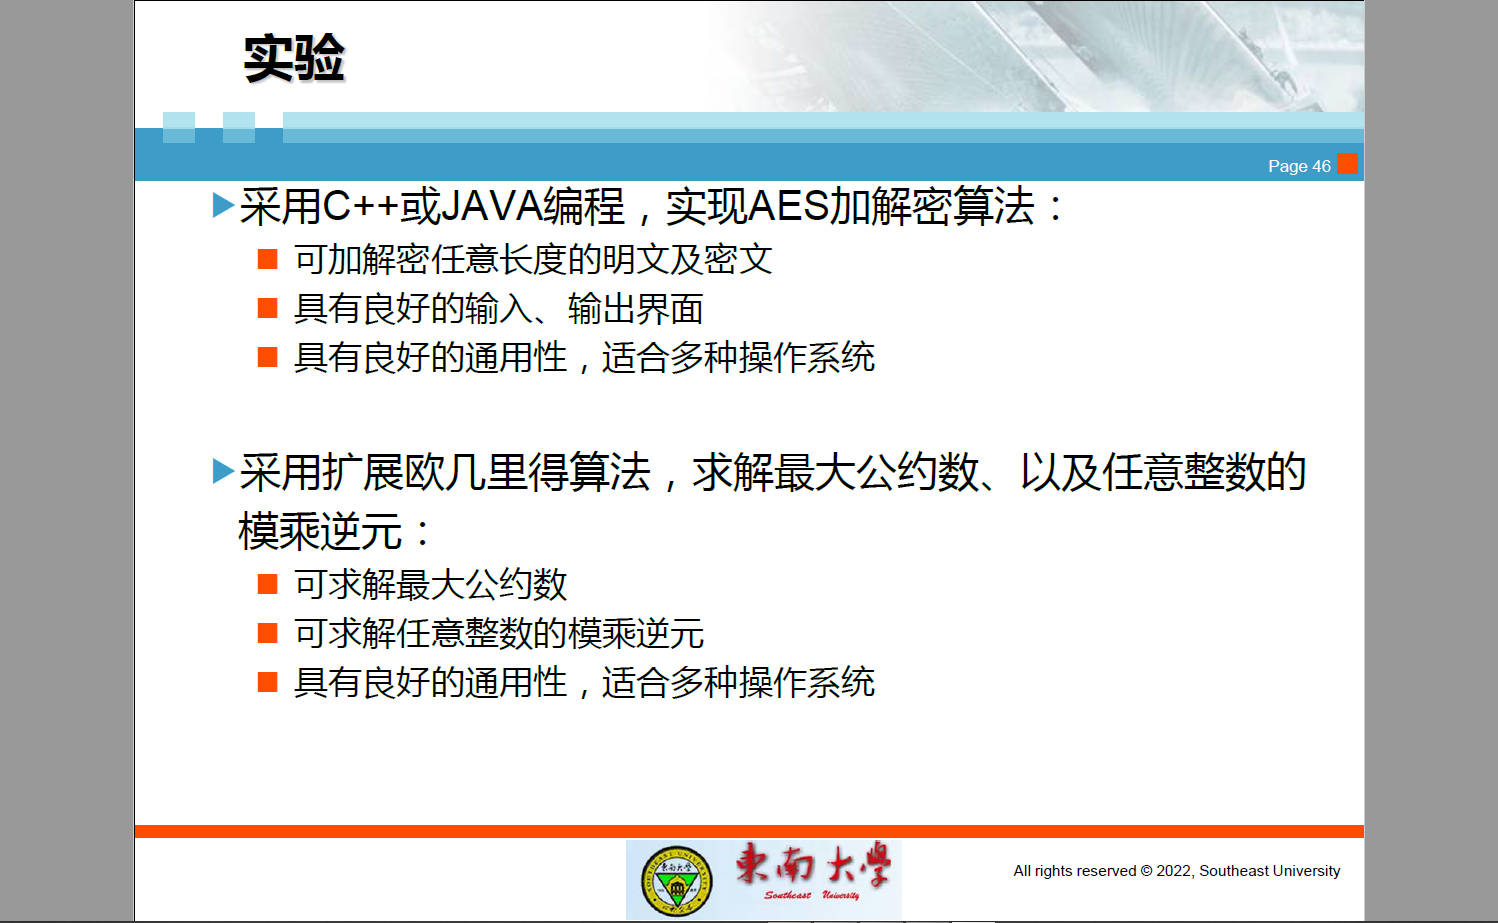 实验
Page 46
采用C++或JAVA编程，实现AES加解密算法：
可加解密任意长度的明文及密文
具有良好的输入、输出界面
具有良好的通用性，适合多种操作系统
采用扩展欧几里得算法，求解最大公约数、以及任意整数的
模乘逆元：
可求解最大公约数
可求解任意整数的模乘逆元
具有良好的通用性，适合多种操作系统
東南大學
Southeast University
All rights reserved © 2022, Southeast University